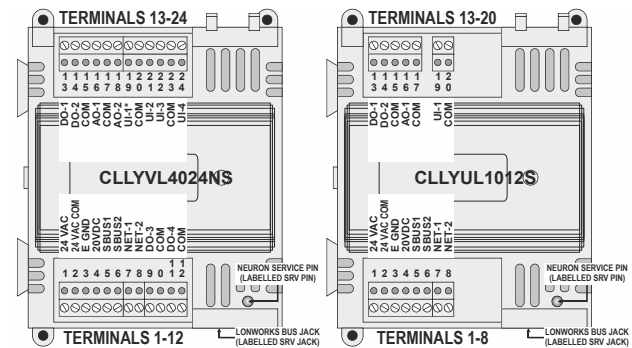 TERMINALS 13-24
1 1 1 1 1 1 1 2 2 2 2 2
3 4 5 6 7 8 9 0 1 2 3 4
DO-1
DO-2
COM
AO-1
COM
AO-2
UI-1*
COM
UI-2
UI-3
COM
UI-4
CLLYVL4024NS
24 VAC
24 VAC COM
E GND
20VDC
SBUS1
SBUS2
NET-1
NET-2
DO-3
COM
DO-4
COM
1 1
1 2 3 4 5 6 7 8 9 0 1 2
NEURON SERVICE PIN
(LABELLED SRV PIN)
LONWORKS BUS JACK
(LABELLED SRV JACK)
TERMINALS 1-12
TERMINALS 13-20
1 1 1 1 1 1 2
3 4 5 6 7 9 0
DO-1
DO-2
COM
AO-1
COM
UI-1
COM
CLLYUL1012S
24 VAC
24 VAC COM
E GND
20VDC
SBUS1
SBUS2
NET-1
NET-2
1 2 3 4 5 6 7 8
NEURON SERVICE PIN
(LABELLED SRV PIN)
LONWORKS BUS JACK
(LABELLED SRV JACK)
TERMINALS 1-8